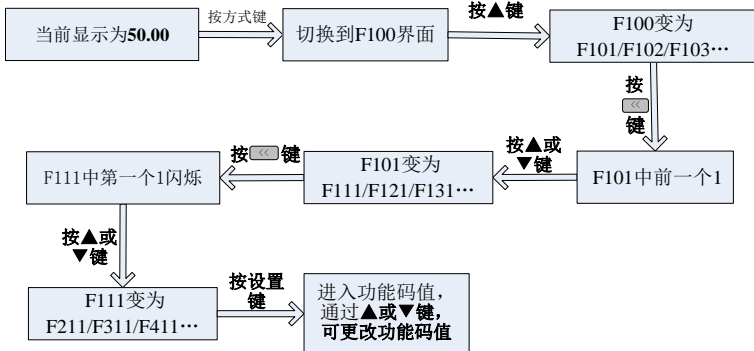 当前显示为50.00
按方式键
切换到F100界面
按▲键
F100变为
F101/F102/F103…
按
<<
键
F101中前一个1
按▲或
▼键
F101变为
F111/F121/F131…
按<<键
F111中第一个1闪烁
按▲或
▼键
F111变为
F211/F311/F411…
按设置
键
进入功能码值，
通过▲或▼键，
可更改功能码值